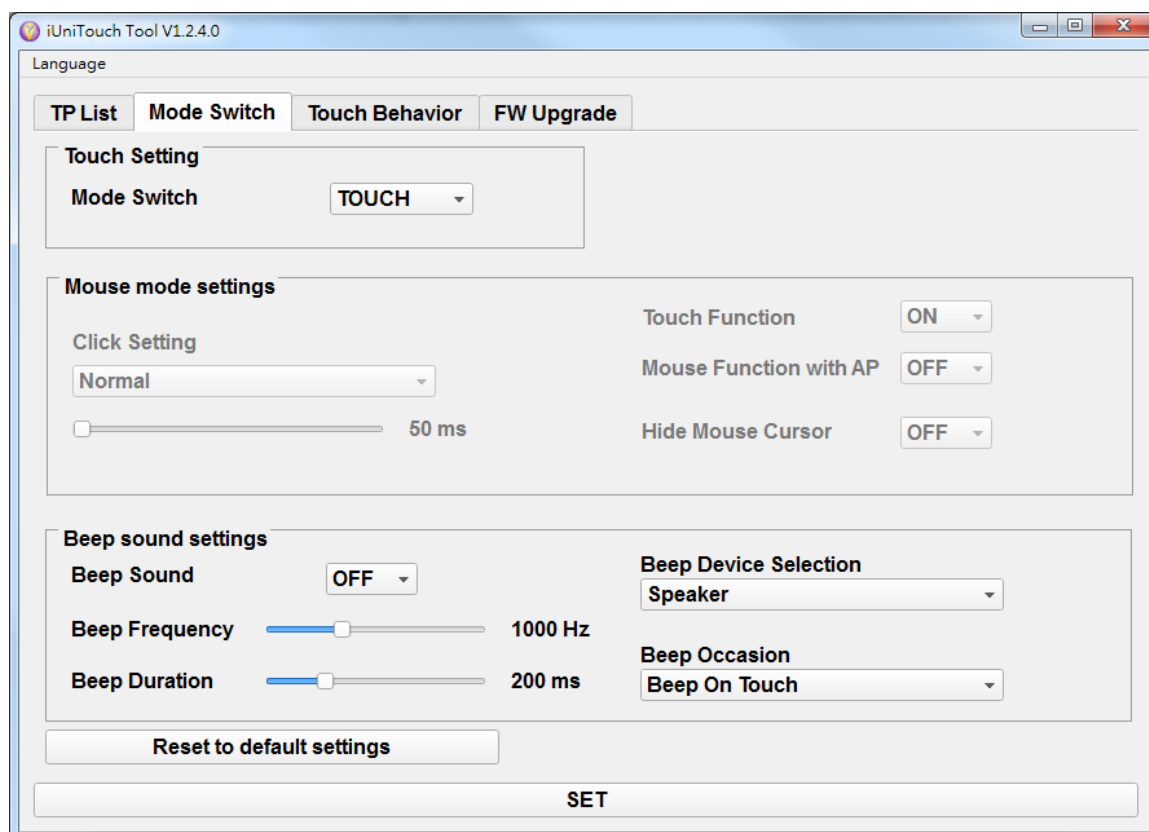 iUniTouch Tool V1.2.4.0
Language
TP List
Mode Switch
Touch Behavior
FW Upgrade
Touch Setting
Mode Switch
TOUCH
Mouse mode settings
Click Setting
Normal
50 ms
Touch Function
ON
Mouse Function with AP
OFF
Hide Mouse Cursor
OFF
Beep sound settings
Beep Sound
OFF
Beep Frequency
1000 Hz
Beep Duration
200 ms
Beep Device Selection
Speaker
Beep Occasion
Beep On Touch
Reset to default settings
SET